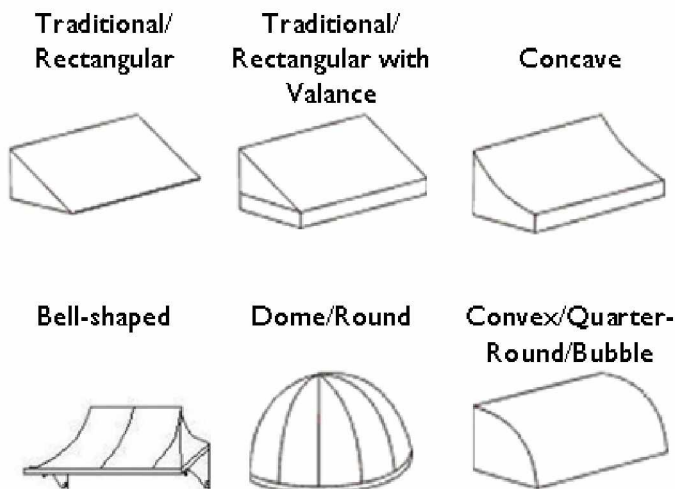 Traditional/
Rectangular
Traditional/
Rectangular with
Valance
Concave
Bell-shaped
Dome/Round
Convex/Quarter-
Round/Bubble